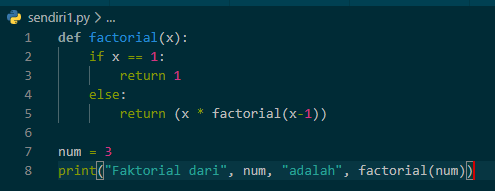 sendiri1.py > ...
1 def factorial(x):
2     if x == 1:
3         return 1
4     else:
5         return (x * factorial(x-1))
6
7 num = 3
8 print("Faktorial dari", num, "adalah", factorial(num))